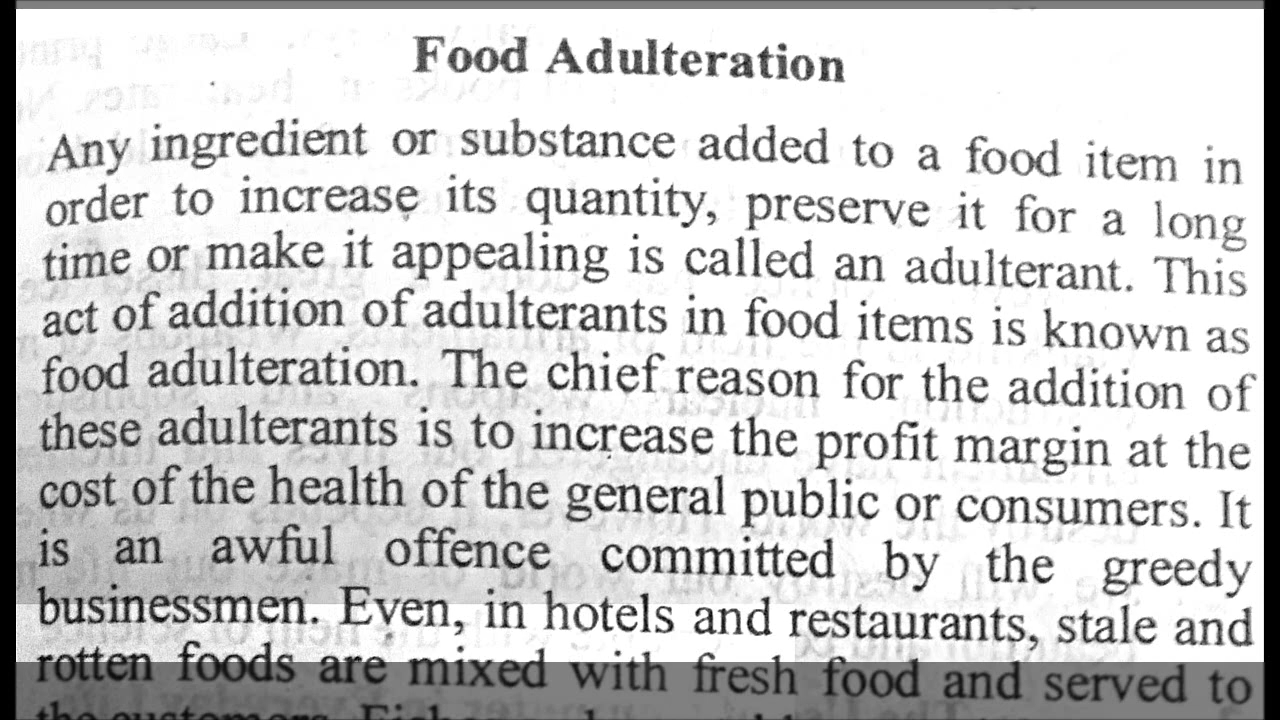 Food Adulteration
Any ingredient or substance added to a food item in
order to increase its quantity, preserve it for a long
time or make it appealing is called an adulterant. This
act of addition of adulterants in food items is known as
food adulteration. The chief reason for the addition of
these adulterants is to increase the profit margin at the
cost of the health of the general public or consumers. It
is an awful offence committed by the greedy
businessmen. Even, in hotels and restaurants, stale and
rotten foods are mixed with fresh food and served to
the customers.